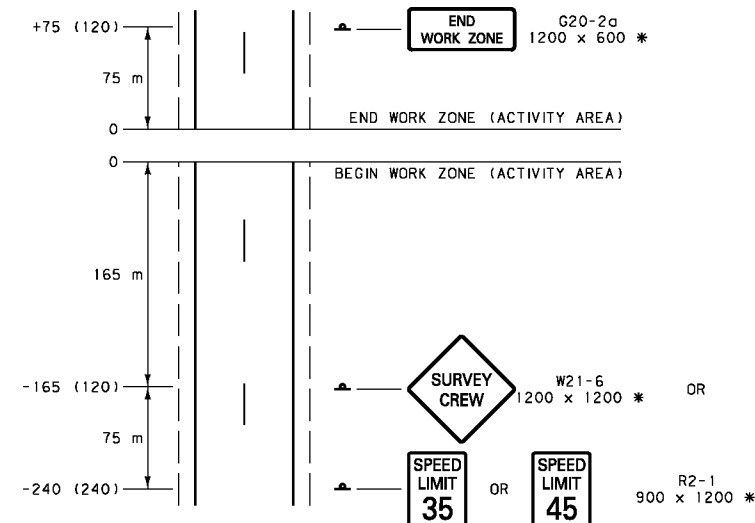 +75 (120)
END
WORK ZONE
G20-2a
1200 x 600 *
75 m
0
END WORK ZONE (ACTIVITY AREA)
0
BEGIN WORK ZONE (ACTIVITY AREA)
165 m
-165 (120)
SURVEY
CREW
W21-6
1200 x 1200 *
OR
75 m
-240 (240)
SPEED
LIMIT
35
OR
SPEED
LIMIT
45
R2-1
900 x 1200 *